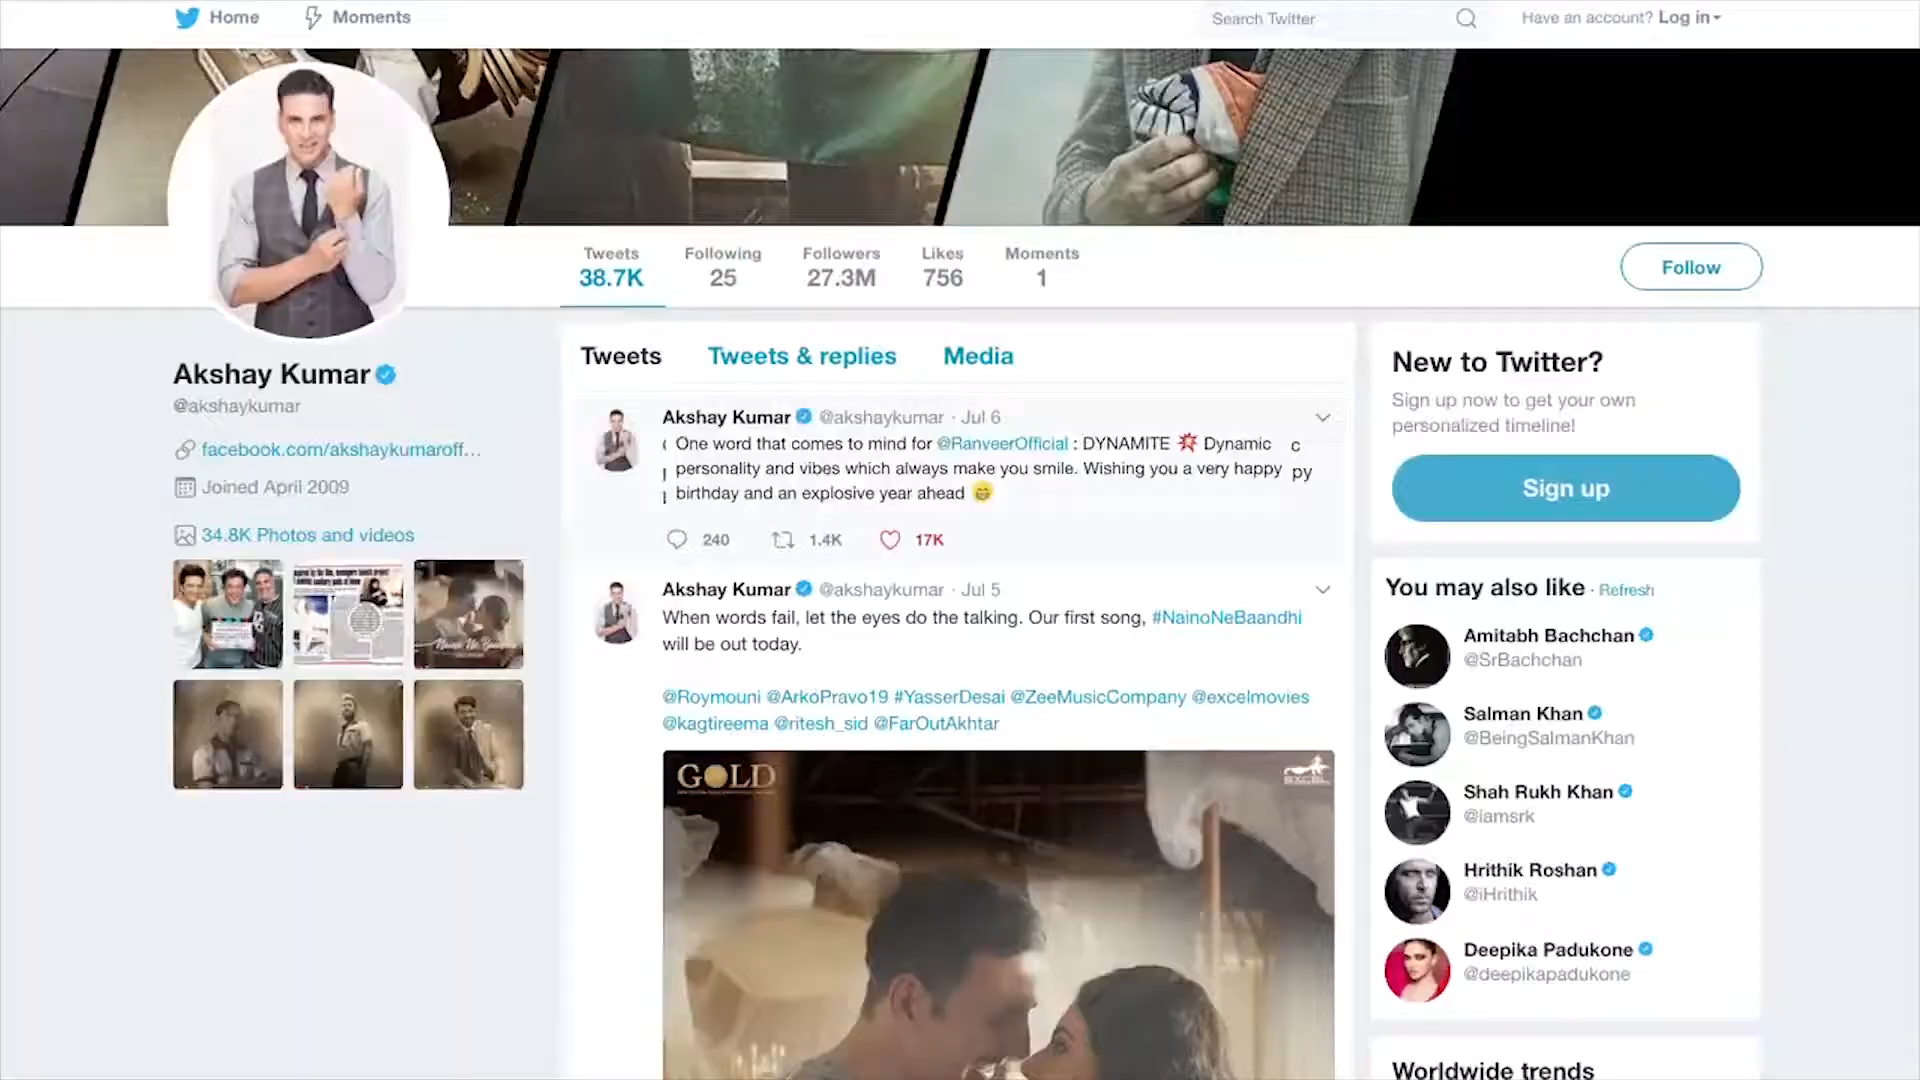 Home
Moments
Search Twitter
Have an account? Log in
Tweets
38.7K
Following
25
Followers
27.3M
Likes
756
Moments
1
Follow
Akshay Kumar
@akshaykumar
facebook.com/akshaykumaroff...
Joined April 2009
34.8K Photos and videos
Tweets
Tweets & replies
Media
Akshay Kumar @akshaykumar · Jul 6
One word that comes to mind for @RanveerOfficial : DYNAMITE 💥 Dynamic
personality and vibes which always make you smile. Wishing you a very happy
birthday and an explosive year ahead 😁
240
1.4K
17K
Akshay Kumar @akshaykumar · Jul 5
When words fail, let the eyes do the talking. Our first song, #NainoNeBaandhi
will be out today.
@Roymouni @ArkoPravo19 #YasserDesai @ZeeMusicCompany @excelmovies
@kagtireema @ritesh_sid @FarOutAkhtar
GOLD
EXCEL
New to Twitter?
Sign up now to get your own
personalized timeline!
Sign up
You may also like · Refresh
Amitabh Bachchan
@SrBachchan
Salman Khan
@BeingSalmanKhan
Shah Rukh Khan
@iamsrk
Hrithik Roshan
@iHrithik
Deepika Padukone
@deepikapadukone
Worldwide trends